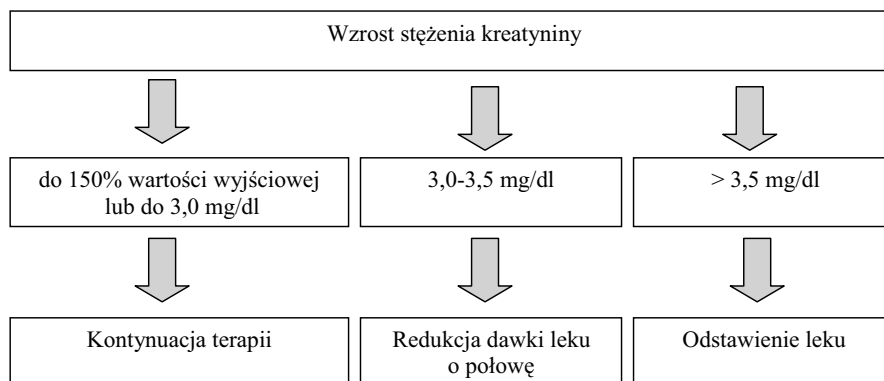 Wzrost stężenia kreatyniny
do 150% wartości wyjściowej
lub do 3,0 mg/dl
3,0-3,5 mg/dl
> 3,5 mg/dl
Kontynuacja terapii
Redukcja dawki leku
o połowę
Odstawienie leku